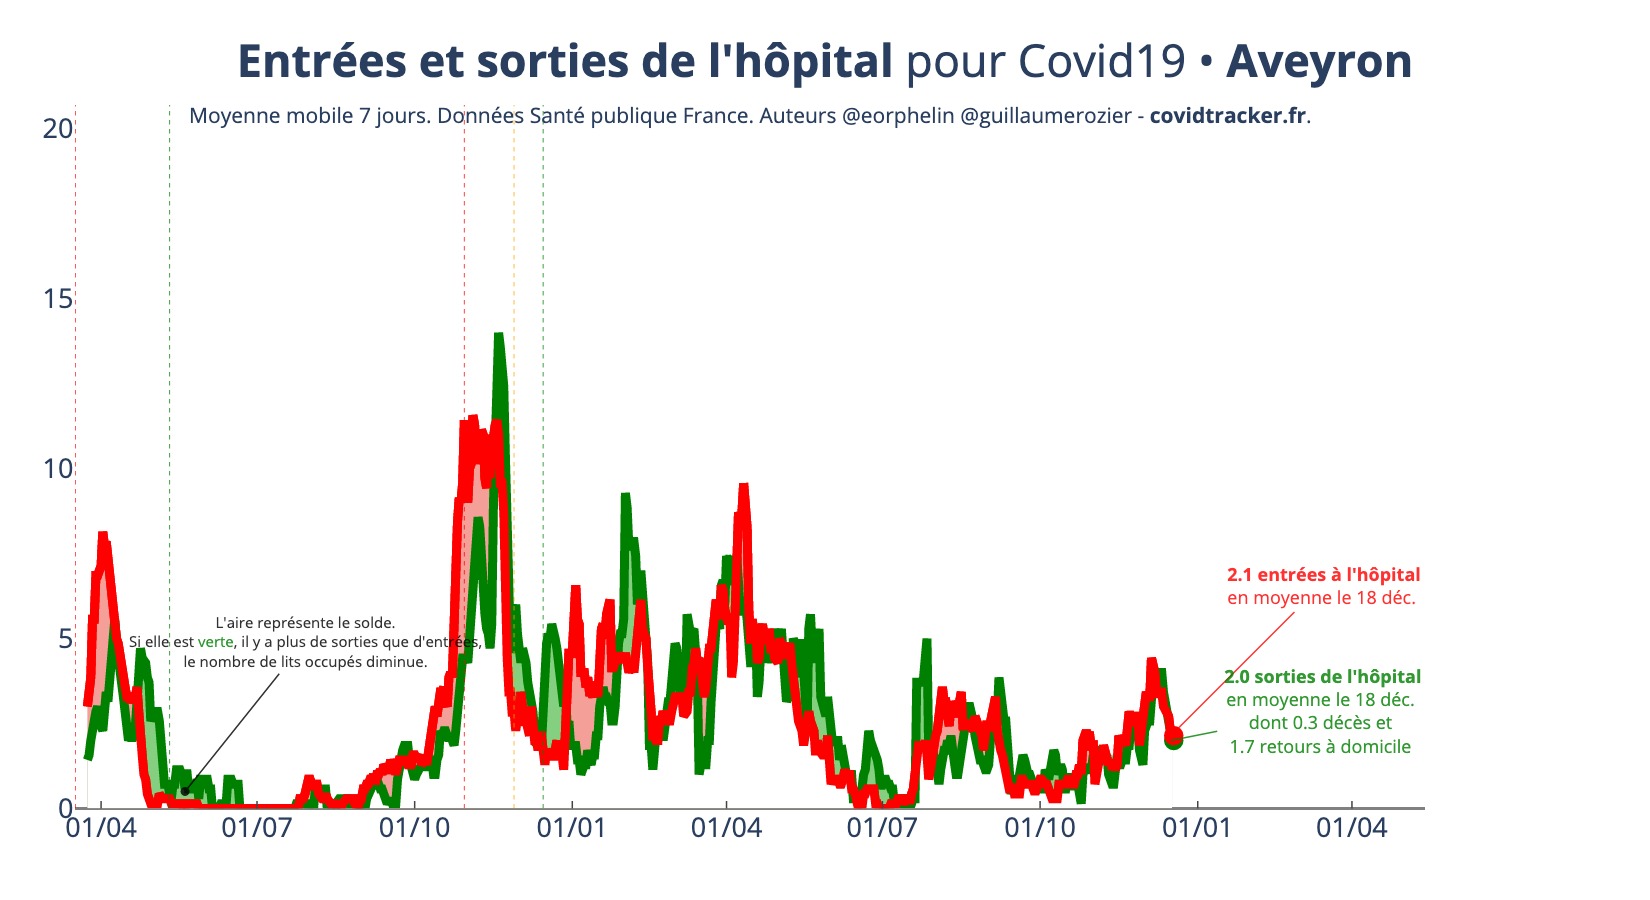 Entrées et sorties de l'hôpital pour Covid19 • Aveyron
Moyenne mobile 7 jours. Données Santé publique France. Auteurs @eorphelin @guillaumerozier - covidtracker.fr.
20
15
10
5
0
L'aire représente le solde.
Si elle est verte, il y a plus de sorties que d'entrées,
le nombre de lits occupés diminue.
2.1 entrées à l'hôpital
en moyenne le 18 déc.
2.0 sorties de l'hôpital
en moyenne le 18 déc.
dont 0.3 décès et
1.7 retours à domicile
01/04 01/07 01/10 01/01 01/04 01/07 01/10 01/01 01/04